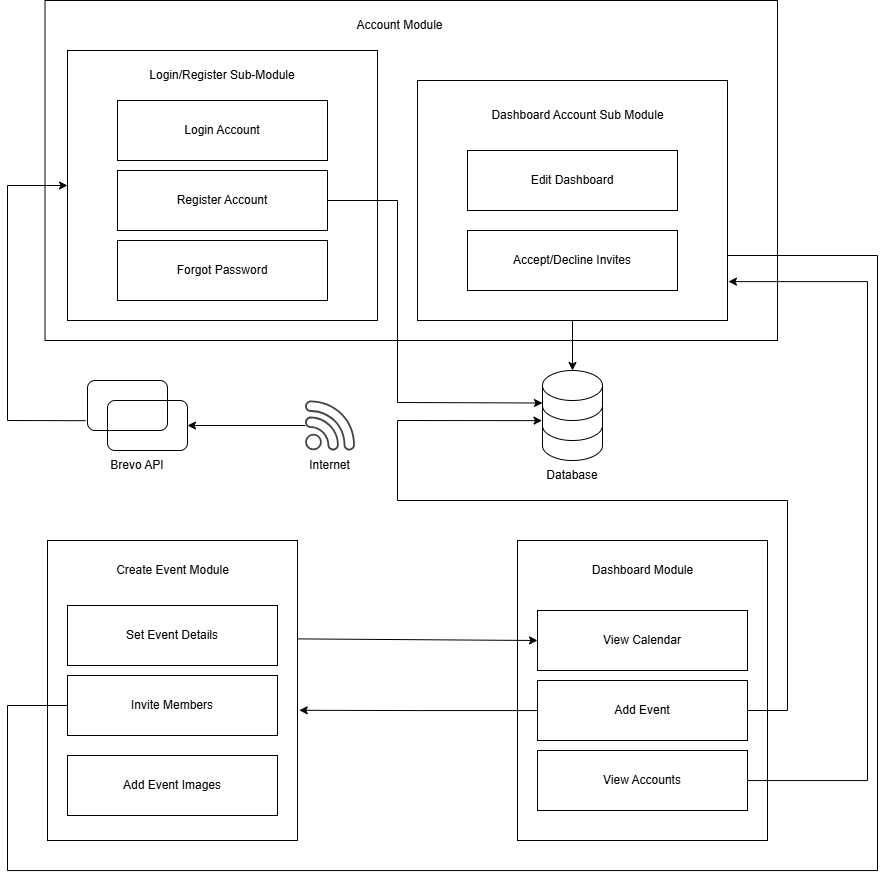 Account Module
Login/Register Sub-Module
Login Account
Register Account
Forgot Password
Dashboard Account Sub Module
Edit Dashboard
Accept/Decline Invites
Brevo API
Internet
Database
Create Event Module
Set Event Details
Invite Members
Add Event Images
Dashboard Module
View Calendar
Add Event
View Accounts